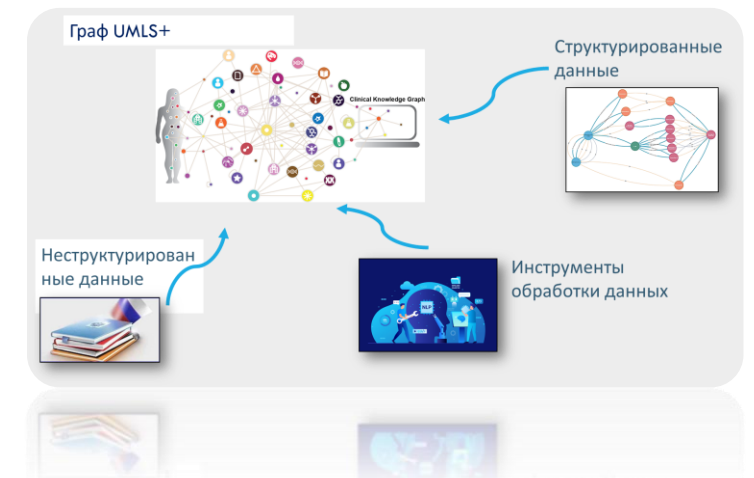 Граф UMLS+
Структурированные
данные
Clinical Knowledge Graph
Неструктурирован
ные данные
NLP
Инструменты
обработки данных